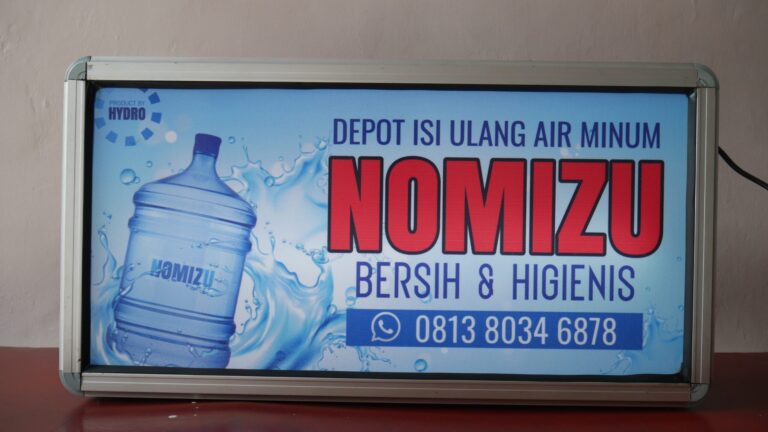 PRODUCT BY
HYDRO
DEPOT ISI ULANG AIR MINUM
NOMIZU
BERSIH & HIGIENIS
0813 8034 6878
NOMIZU